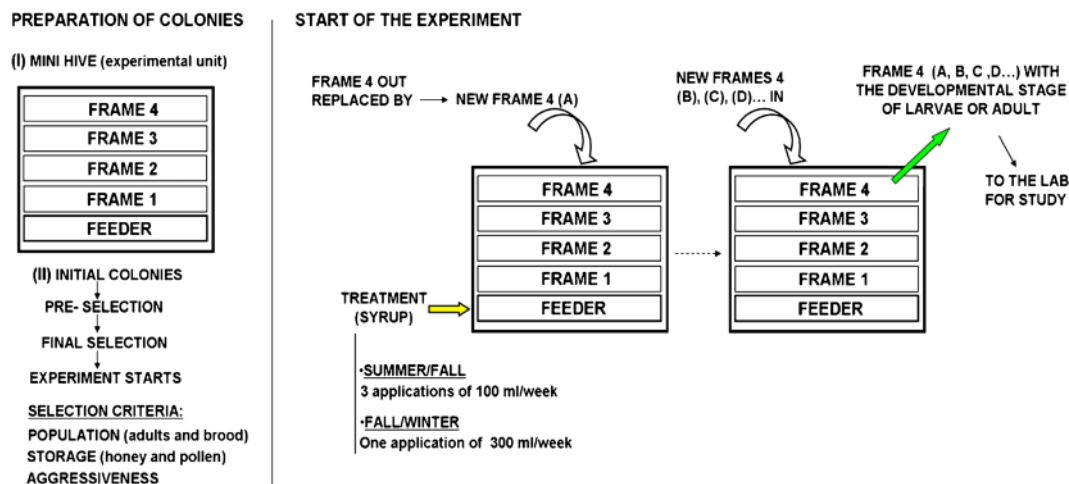 PREPARATION OF COLONIES
(I) MINI HIVE (experimental unit)
FRAME 4
FRAME 3
FRAME 2
FRAME 1
FEEDER
(II) INITIAL COLONIES
PRE- SELECTION
FINAL SELECTION
EXPERIMENT STARTS
SELECTION CRITERIA:
POPULATION (adults and brood)
STORAGE (honey and pollen)
AGGRESSIVENESS
START OF THE EXPERIMENT
FRAME 4 OUT
REPLACED BY
NEW FRAME 4 (A)
FRAME 4
FRAME 3
FRAME 2
FRAME 1
FEEDER
TREATMENT
(SYRUP)
·SUMMER/FALL
3 applications of 100 ml/week
·FALL/WINTER
One application of 300 ml/week
NEW FRAMES 4
(B), (C), (D)... IN
FRAME 4
FRAME 3
FRAME 2
FRAME 1
FEEDER
FRAME 4 (A, B, C ,D...) WITH
THE DEVELOPMENTAL STAGE
OF LARVAE OR ADULT
TO THE LAB
FOR STUDY